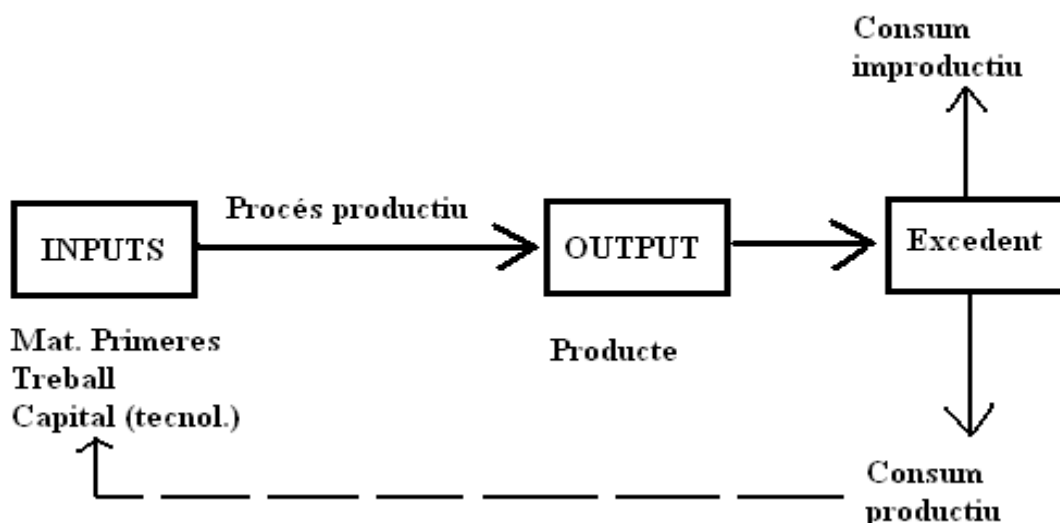 Consum
improductiu
Procés productiu
INPUTS
OUTPUT
Excedent
Mat. Primeres
Treball
Capital (tecnol.)
Producte
Consum
productiu